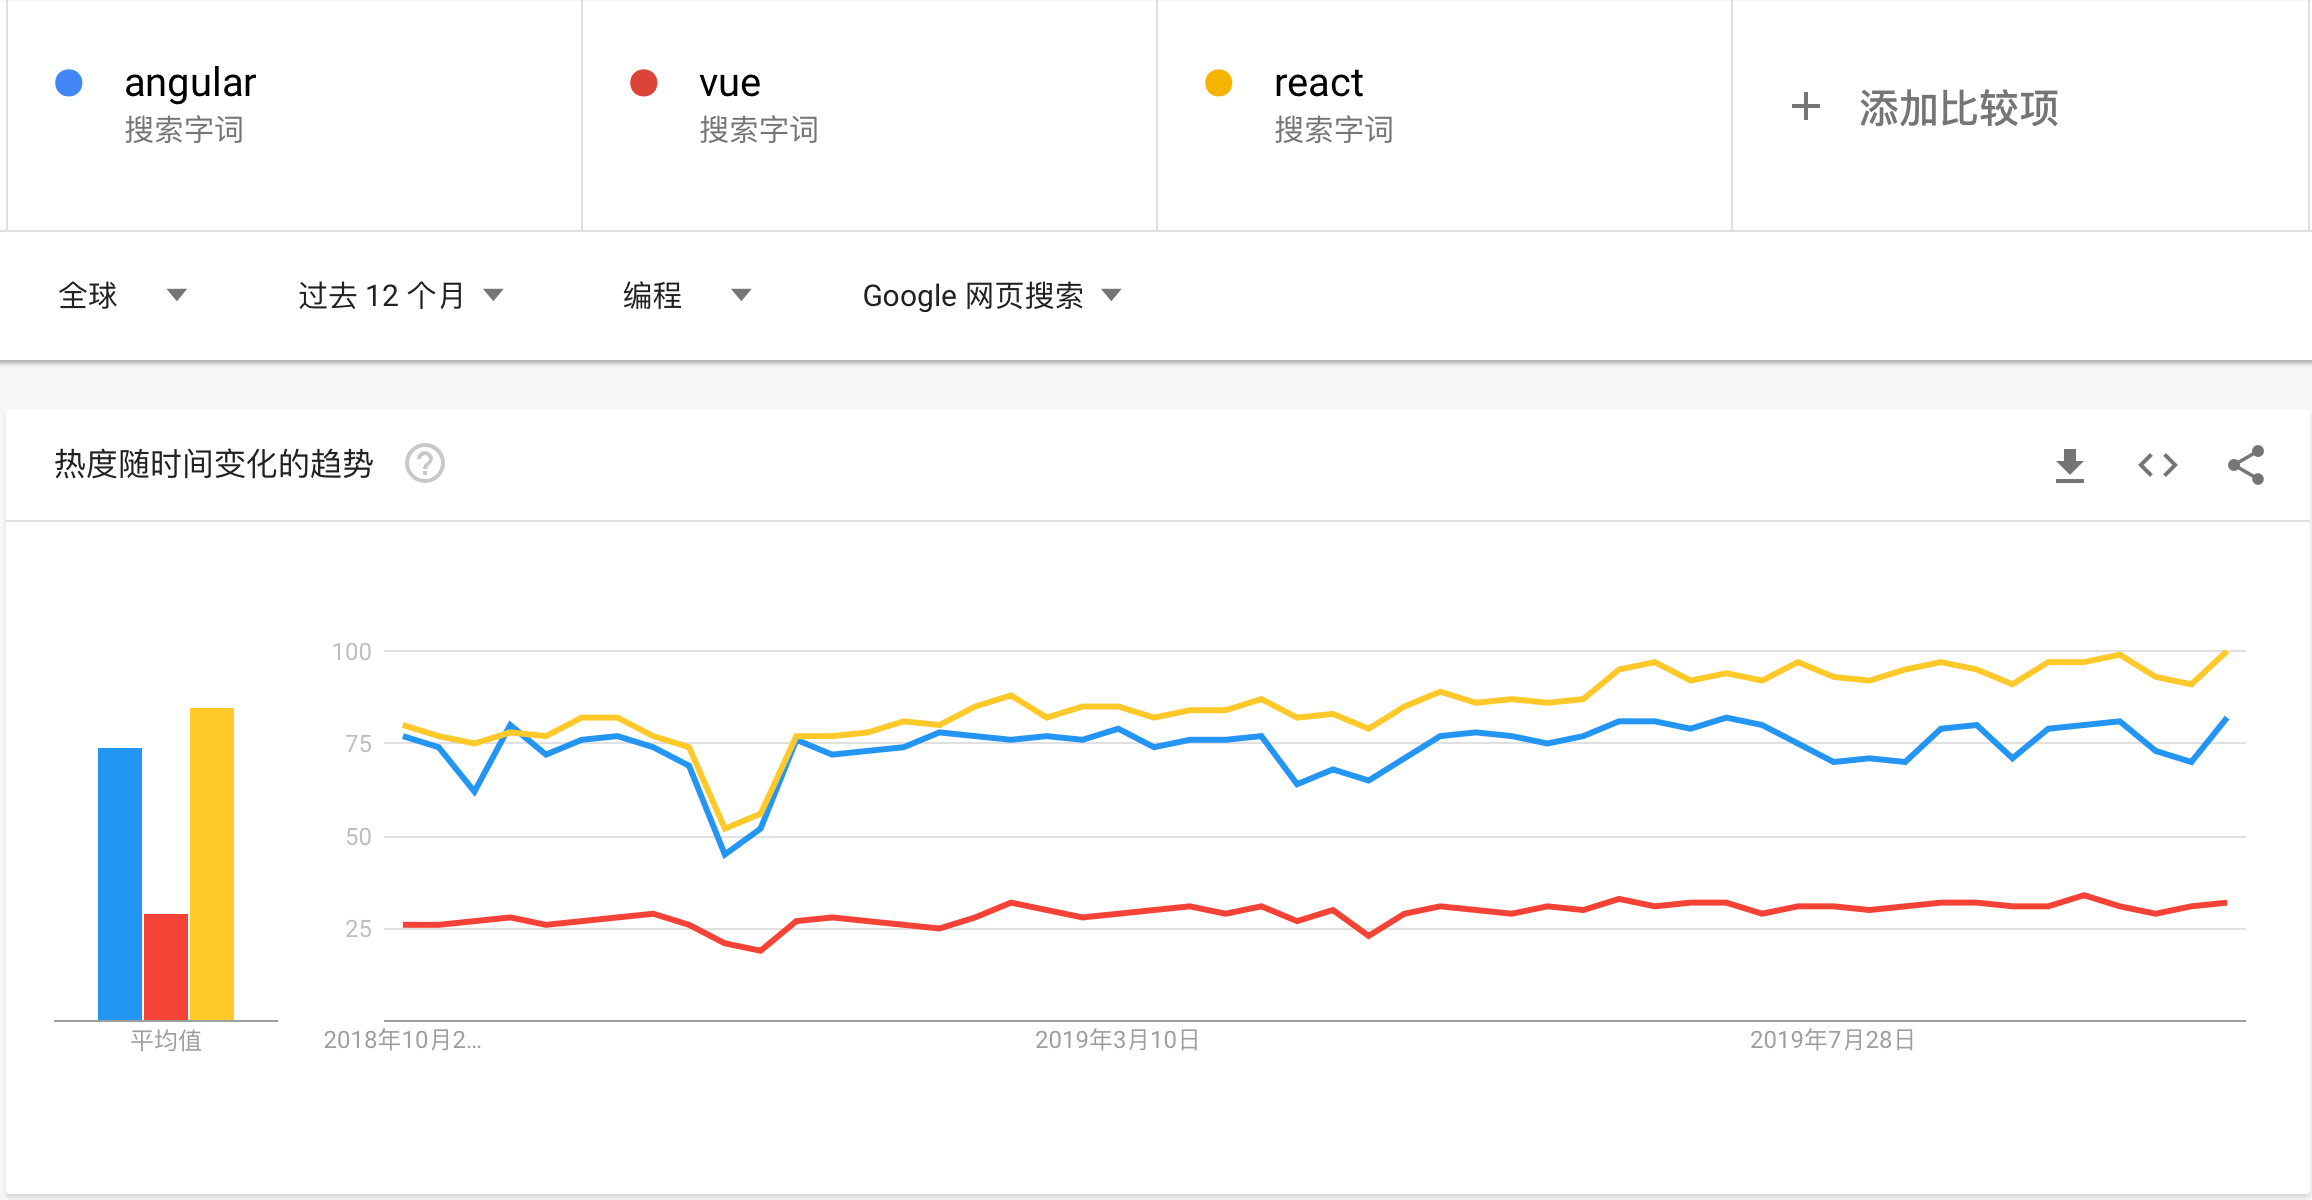 angular
搜索字词
vue
搜索字词
react
搜索字词
添加比较项
全球
过去 12 个月
编程
Google 网页搜索
热度随时间变化的趋势
?
100
75
50
25
平均值
2018年10月2...
2019年3月10日
2019年7月28日